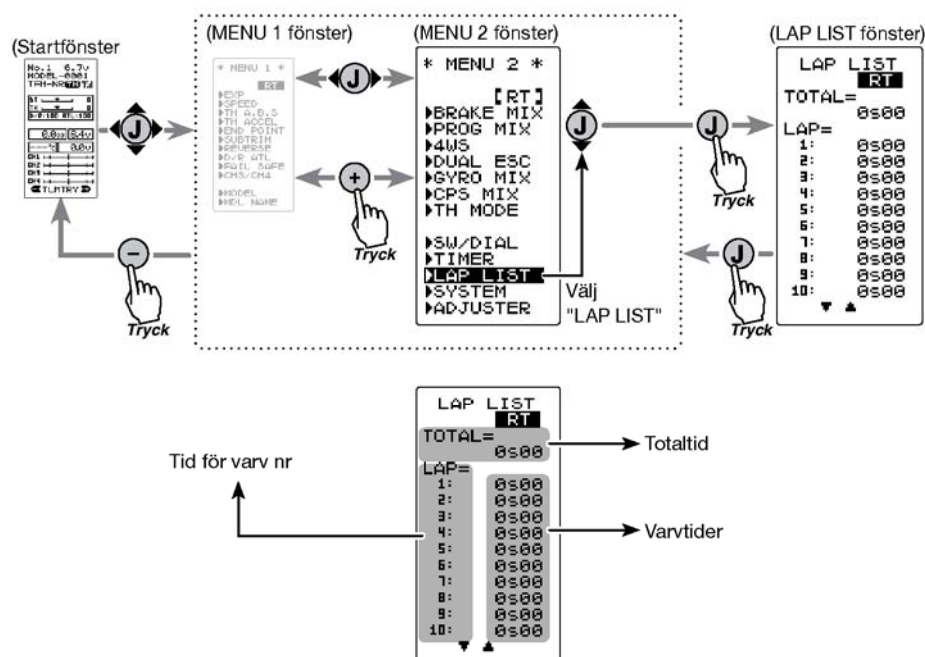 (Startfönster
(MENU 1 fönster)
(MENU 2 fönster)
(LAP LIST fönster)
No.1 6.7v
MODEL-0001
* MENU 1 *
RT
▶EXP
▶SPEED
▶TH A.B.S
▶TH ACCEL
▶END POINT
▶SUBTRIM
▶REVERSE
▶D/R ATL
▶FAIL SAFE
▶CH3/CH4
▶MODEL
▶MDL NAME
* MENU 2 *
[RT]
▶BRAKE MIX
▶PROG MIX
▶4WS
▶DUAL ESC
▶GYRO MIX
▶CPS MIX
▶TH MODE
▶SW/DIAL
▶TIMER
▶LAP LIST
▶SYSTEM
▶ADJUSTER
J
J
+
Tryck
J
Välj
"LAP LIST"
J
Tryck
J
Tryck
−
Tryck
J
TLMTRY
LAP LIST
RT
TOTAL=
0s00
LAP=
1: 0s00
2: 0s00
3: 0s00
4: 0s00
5: 0s00
6: 0s00
7: 0s00
8: 0s00
9: 0s00
10: 0s00
▼ ▲
LAP LIST
RT
TOTAL=
0s00
Totaltid
Tid för varv nr
LAP=
1: 0s00
2: 0s00
3: 0s00
4: 0s00
Varvtider
5: 0s00
6: 0s00
7: 0s00
8: 0s00
9: 0s00
10: 0s00
▼ ▲